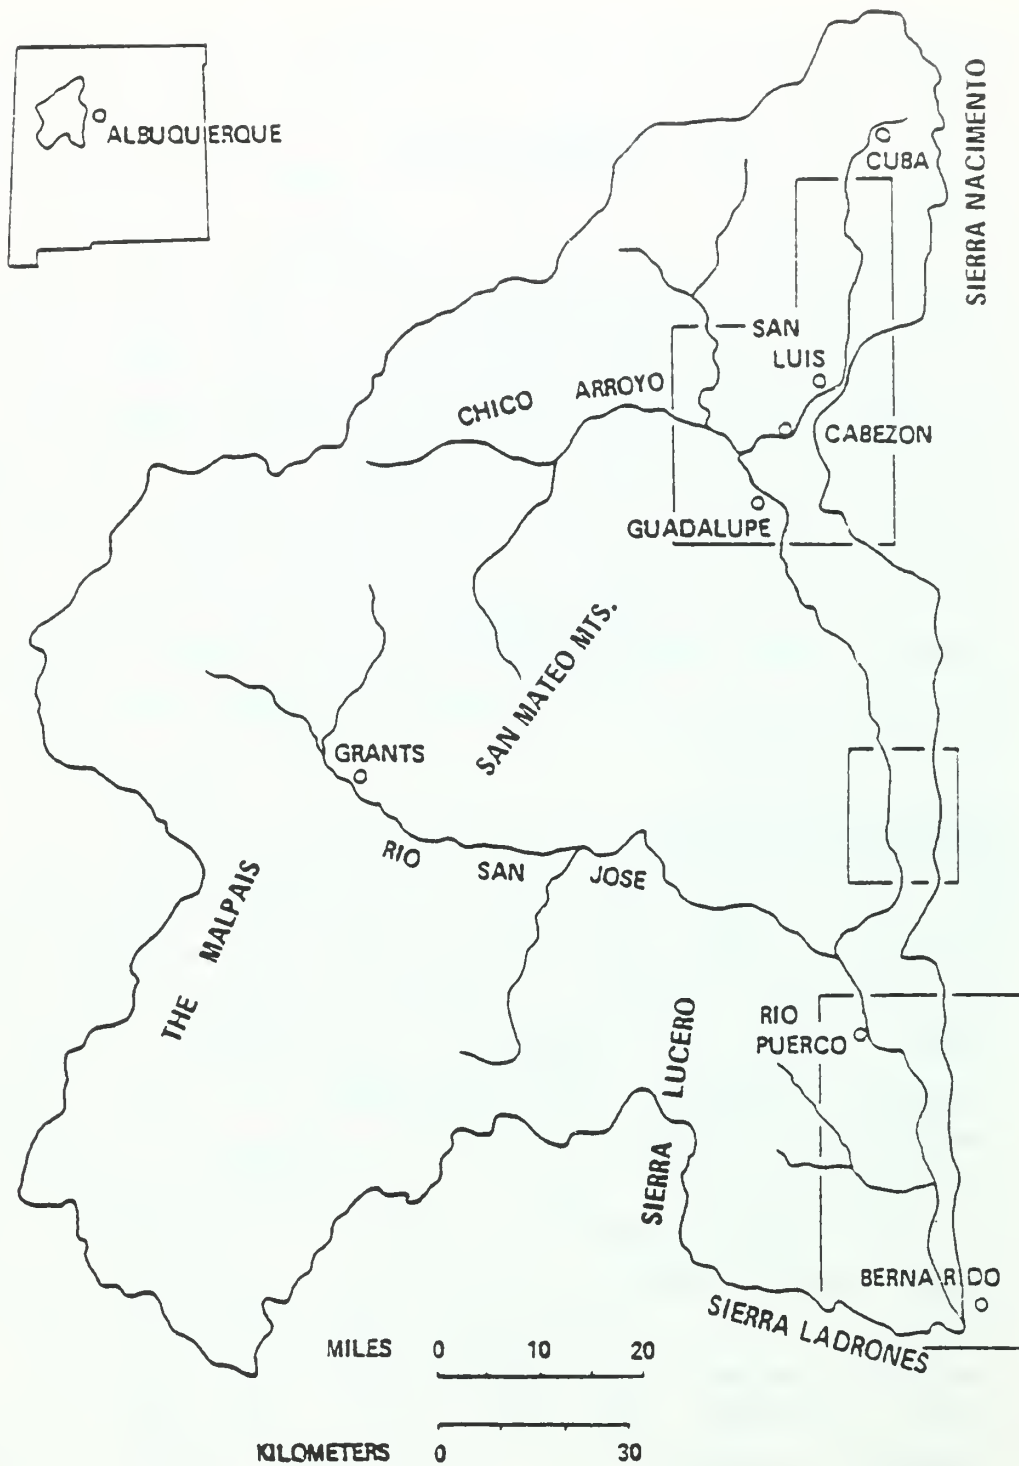 ALBUQUERQUE
SIERRA NACIMENTO
CUBA
SAN
LUIS
CHICO ARROYO
CABEZON
GUADALUPE
SAN MATEO MTS.
GRANTS
RIO SAN JOSE
THE MALPAIS
RIO
PUERCO
SIERRA LUCERO
BERNARDO
SIERRA LADRONES
MILES 0 10 20
KILOMETERS 0 30